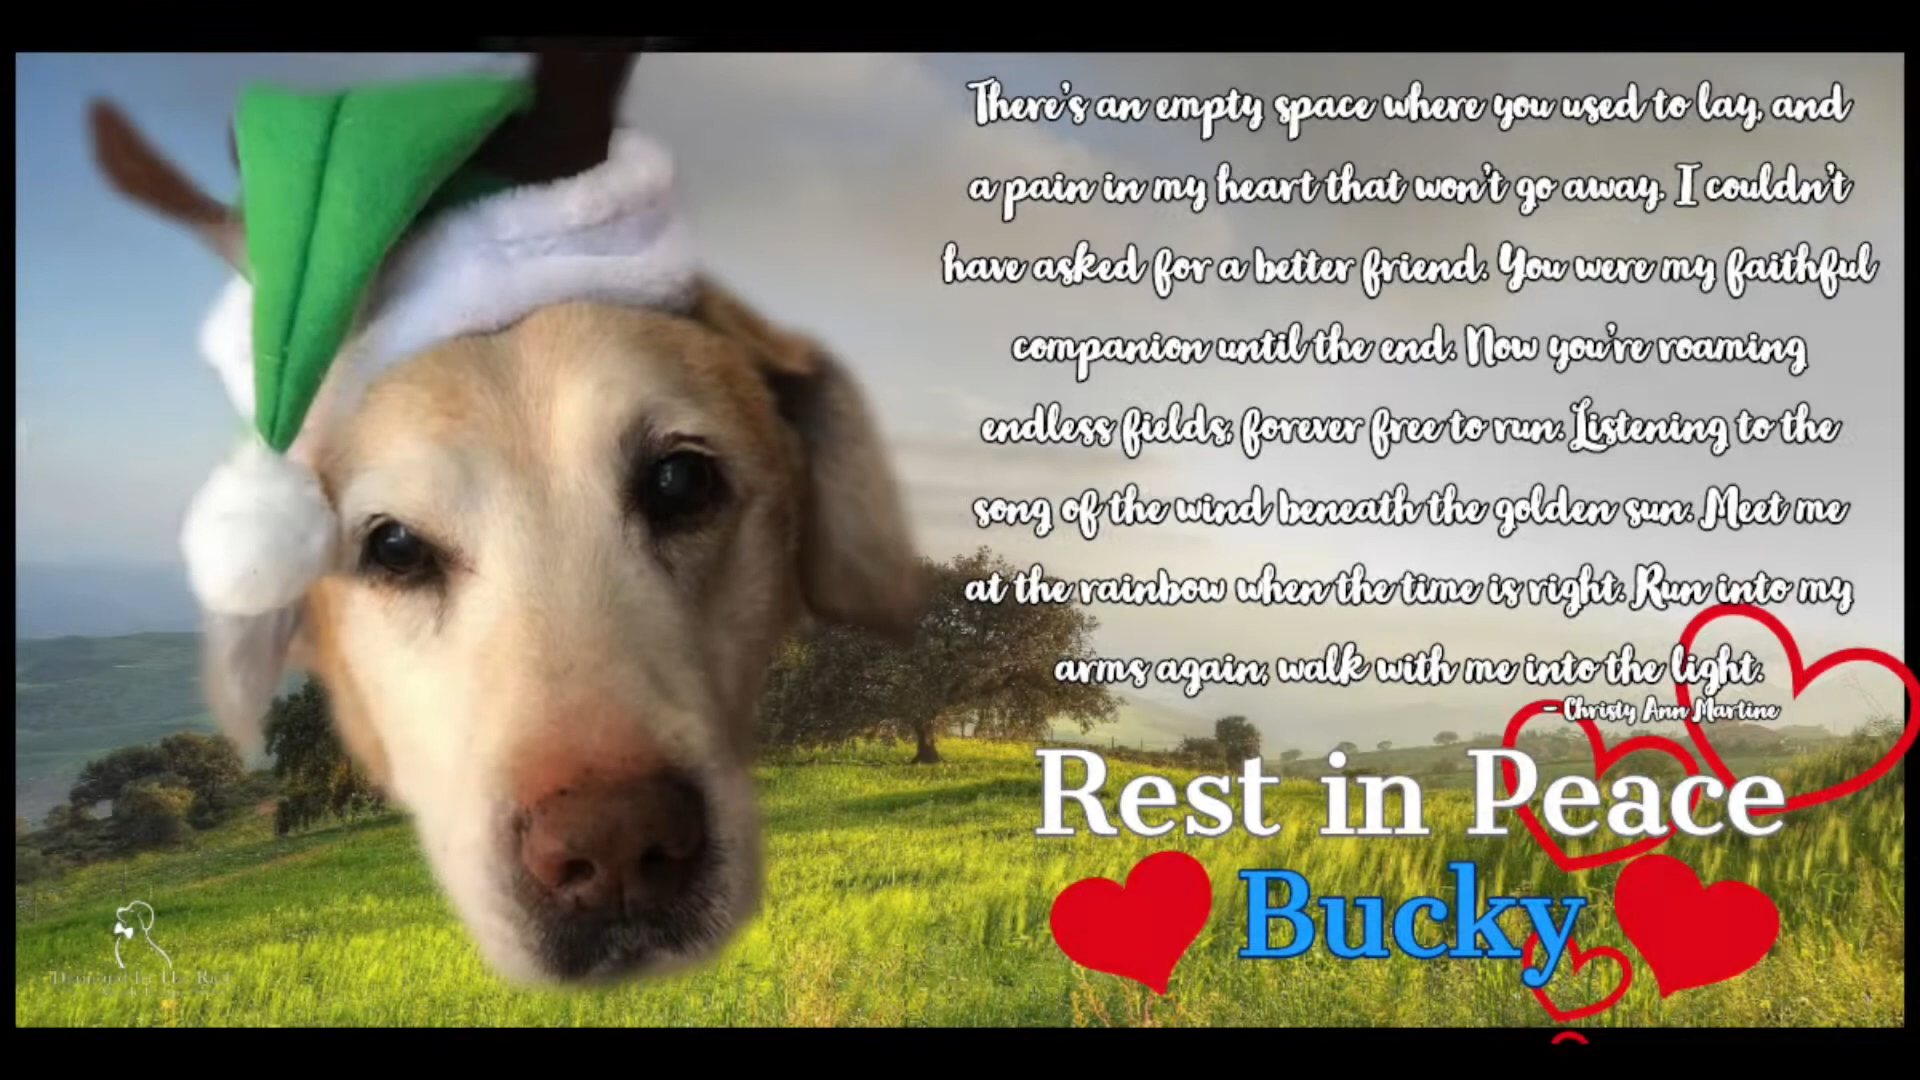 There's an empty space where you used to lay, and
a pain in my heart that won't go away. I couldn't
have asked for a better friend. You were my faithful
companion until the end. Now you're roaming
endless fields, forever free to run. Listening to the
song of the wind beneath the golden sun. Meet me
at the rainbow when the time is right. Run into my
arms again, walk with me into the light.
- Christy Ann Martine
Rest in Peace
Bucky